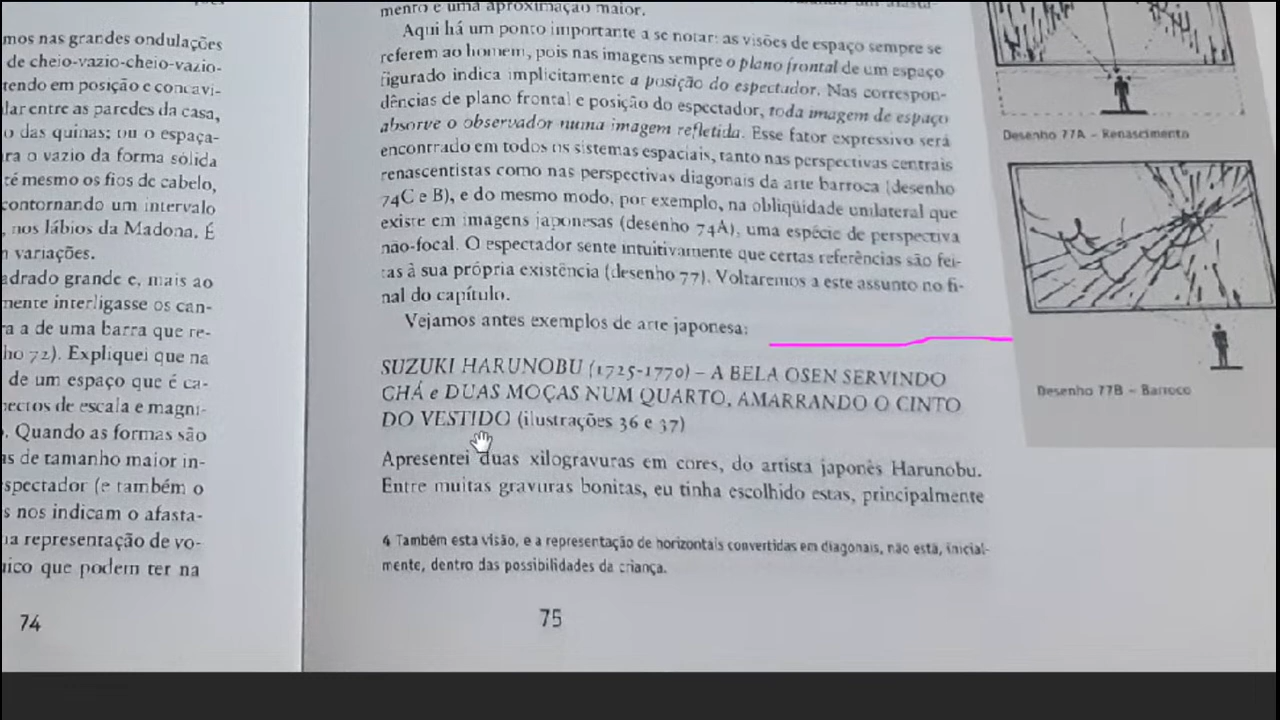 mos nas grandes ondulações
de cheio-vazio-cheio-vazio-
tendo em posição e concavi-
lar entre as paredes da casa,
o das quinas; ou o espaça-
ra o vazio da forma sólida
té mesmo os fios de cabelo,
contornando um intervalo
, nos lábios da Madona. É
variações.
adrado grande e, mais ao
mente interligasse os can-
ra a de uma barra que re-
ho 72). Expliquei que na
de um espaço que é ca-
pectos de escala e magni-
. Quando as formas são
as de tamanho maior in-
spectador (e também o
s nos indicam o afasta-
na representação de vo-
uico que podem ter na
74
mento e uma aproximação maior.
Aqui há um ponto importante a se notar: as visões de espaço sempre se
referem ao homem, pois nas imagens sempre o plano frontal de um espaço
figurado indica implicitamente a posição do espectador. Nas correspon-
dências de plano frontal e posição do espectador, toda imagem de espaço
absorve o observador numa imagem refletida. Esse fator expressivo será
encontrado em todos os sistemas espaciais, tanto nas perspectivas centrais
renascentistas como nas perspectivas diagonais da arte barroca (desenho
74C e B), e do mesmo modo, por exemplo, na obliqüidade unilateral que
existe em imagens japonesas (desenho 74A), uma espécie de perspectiva
não-focal. O espectador sente intuitivamente que certas referências são fei-
tas à sua própria existência (desenho 77). Voltaremos a este assunto no fi-
nal do capítulo.
Vejamos antes exemplos de arte japonesa:
SUZUKI HARUNOBU (1725-1770) – A BELA OSEN SERVINDO
CHÁ e DUAS MOÇAS NUM QUARTO, AMARRANDO O CINTO
DO VESTIDO (ilustrações 36 e 37)
Apresentei duas xilogravuras em cores, do artista japonês Harunobu.
Entre muitas gravuras bonitas, eu tinha escolhido estas, principalmente
6 Também esta visão, e a representação de horizontais convertidas em diagonais, não está, inicial-
mente, dentro das possibilidades da criança.
75
Desenho 77A – Renascimento
Desenho 77B – Barroco